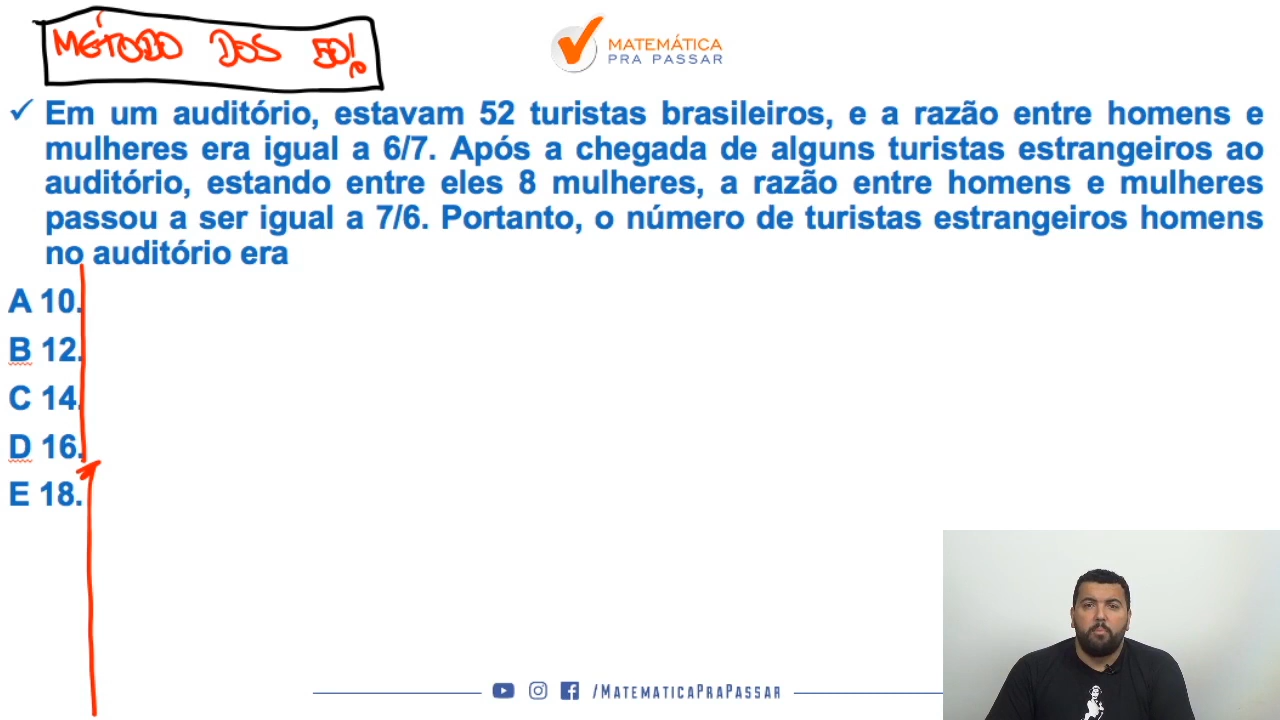 MÉTODO DOS 50!
MATEMÁTICA
PRA PASSAR
✓ Em um auditório, estavam 52 turistas brasileiros, e a razão entre homens e
mulheres era igual a 6/7. Após a chegada de alguns turistas estrangeiros ao
auditório, estando entre eles 8 mulheres, a razão entre homens e mulheres
passou a ser igual a 7/6. Portanto, o número de turistas estrangeiros homens
no auditório era
A 10.
B 12.
C 14.
D 16.
E 18.
/MATEMATICAPRAPASSAR